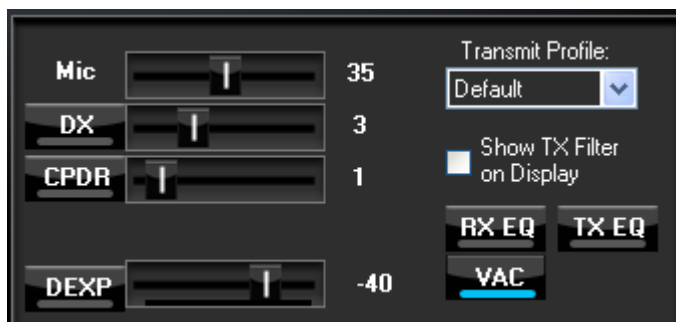 Mic 35
DX 3
CPDR 1
DEXP -40
Transmit Profile:
Default
Show TX Filter
on Display
RX EQ TX EQ
VAC